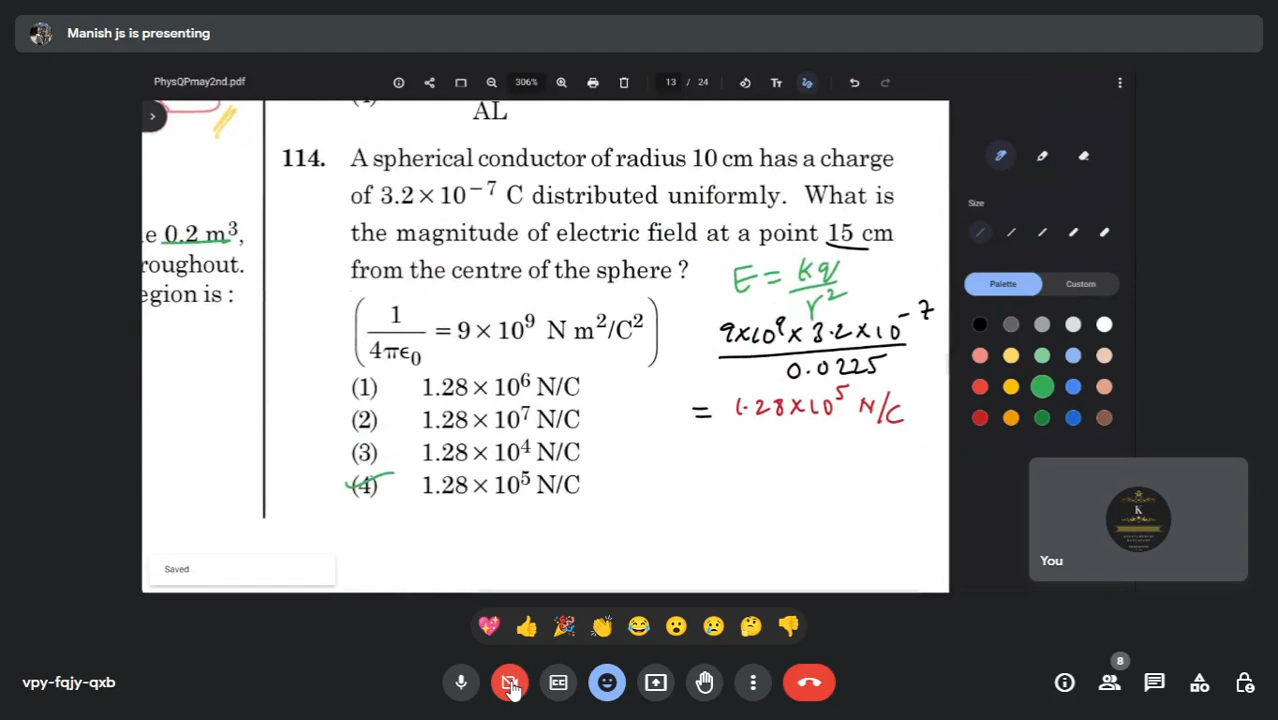 Manish js is presenting
PhysQPmay2nd.pdf
306%
13 / 24
Tт
AL
114. A spherical conductor of radius 10 cm has a charge
of 3.2 × 10⁻⁷ C distributed uniformly. What is
the magnitude of electric field at a point 15 cm
from the centre of the sphere ?
(1/4πϵ₀ = 9 × 10⁹ N m²/C²)
(1) 1.28 × 10⁶ N/C
(2) 1.28 × 10⁷ N/C
(3) 1.28 × 10⁴ N/C
(4) 1.28 × 10⁵ N/C
e 0.2 m³,
roughout.
egion is :
E = kq/r²
9×10⁹ × 3.2 × 10⁻⁷
0.0225
= 1.28×10⁵ N/C
Saved
Size
Palette
Custom
K
You
vpy-fqjy-qxb
8